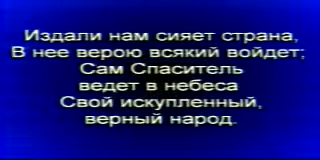 Издали нам сияет страна,
В нее верою всякий войдет;
Сам Спаситель
ведет в небеса
Свой искупленный,
верный народ.